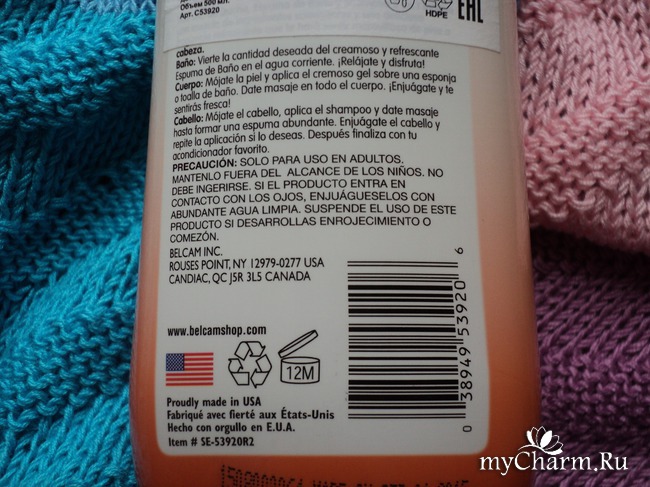 Объем 500 мл.
Арт. C53920
HDPE
EAC
cabeza.
Baño: Vierte la cantidad deseada del creamoso y refrescante
Espuma de Baño en el agua corriente. ¡Relájate y disfruta!
Cuerpo: Mójate la piel y aplica el cremoso gel sobre una esponja
o toalla de baño. Date masaje en todo el cuerpo. ¡Enjuágate y te
sentirás fresca!
Cabello: Mójate el cabello, aplica el shampoo y date masaje
hasta formar una espuma abundante. Enjuágate el cabello y
repite la aplicación si lo deseas. Después finaliza con tu
acondicionador favorito.
PRECAUCIÓN: SOLO PARA USO EN ADULTOS.
MANTENLO FUERA DEL ALCANCE DE LOS NIÑOS. NO
DEBE INGERIRSE. SI EL PRODUCTO ENTRA EN
CONTACTO CON LOS OJOS, ENJUÁGUESELOS CON
ABUNDANTE AGUA LIMPIA. SUSPENDE EL USO DE ESTE
PRODUCTO SI DESARROLLAS ENROJECIMIENTO O
COMEZÓN.
BELCAM INC.
ROUSES POINT, NY 12979-0277 USA
CANDIAC, QC J5R 3L5 CANADA
www.belcamshop.com
12M
Proudly made in USA
Fabriqué avec fierté aux États-Unis
Hecho con orgullo en E.U.A.
Item # SE-53920R2
0 38949 53920 6
myCharm.Ru